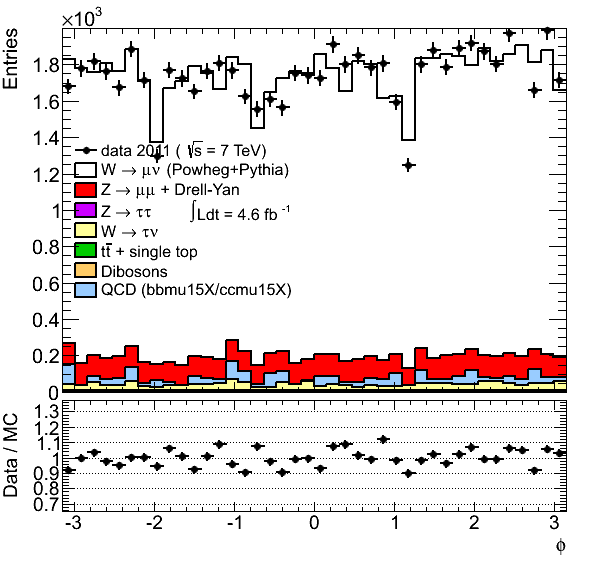 ×10³
Entries
1.8
1.6
1.4
1.2
1
0.8
0.6
0.4
0.2
0
data 2011 ( √s = 7 TeV)
W → μν (Powheg+Pythia)
Z → μμ + Drell-Yan
Z → ττ
∫Ldt = 4.6 fb⁻¹
W → τν
tt̄ + single top
Dibosons
QCD (bbmu15X/ccmu15X)
Data / MC
1.3
1.2
1.1
1
0.9
0.8
0.7
-3 -2 -1 0 1 2 3
ϕ